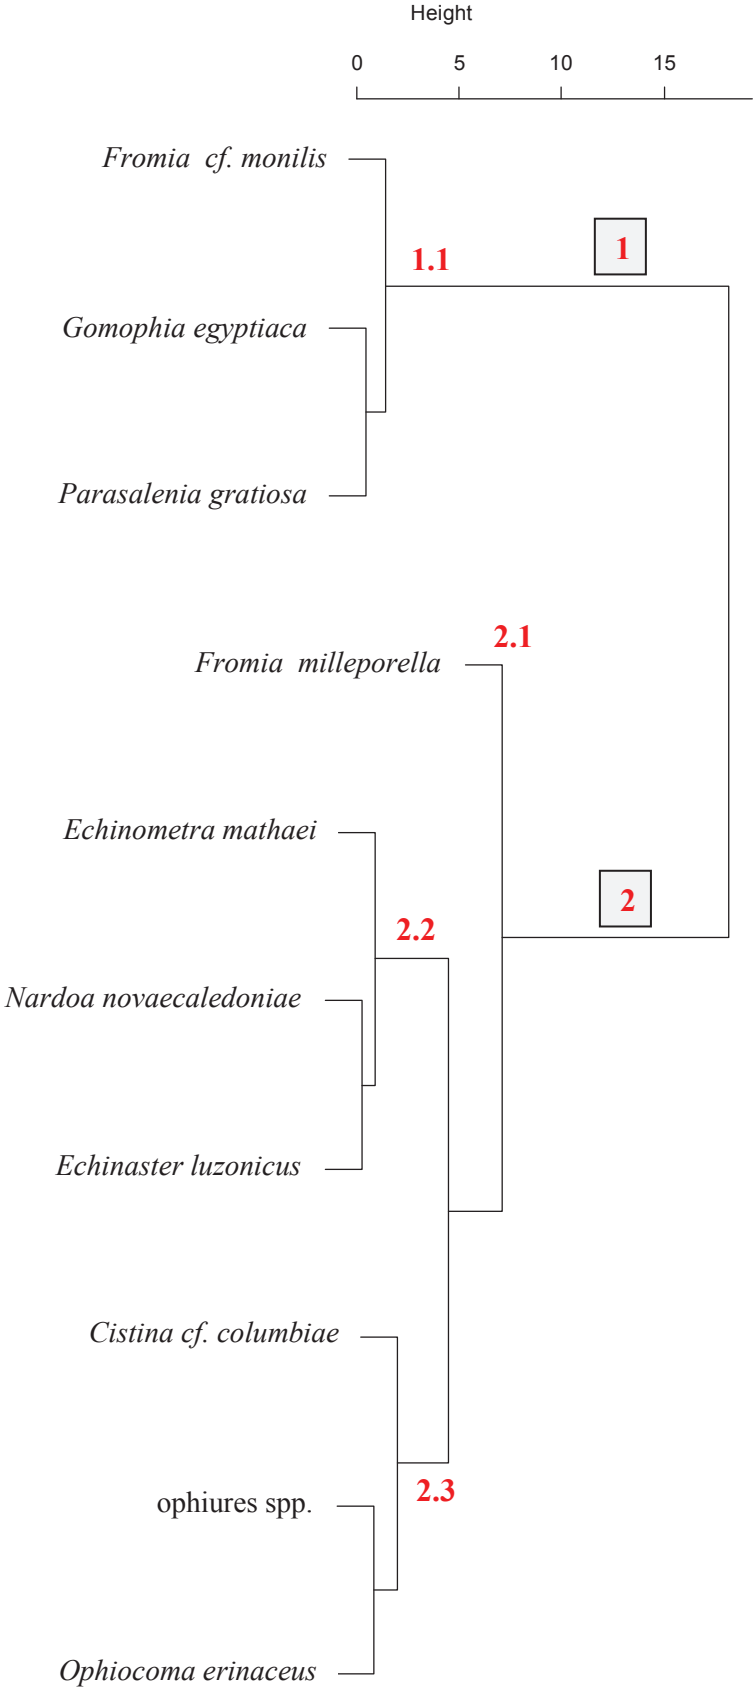 Height
0 5 10 15
Fromia cf. monilis
1.1
1
Gomophia egyptiaca
Parasalenia gratiosa
2.1
Fromia milleporella
Echinometra mathaei
2
2.2
Nardoa novaecaledoniae
Echinaster luzonicus
Cistina cf. columbiae
2.3
ophiures spp.
Ophiocoma erinaceus